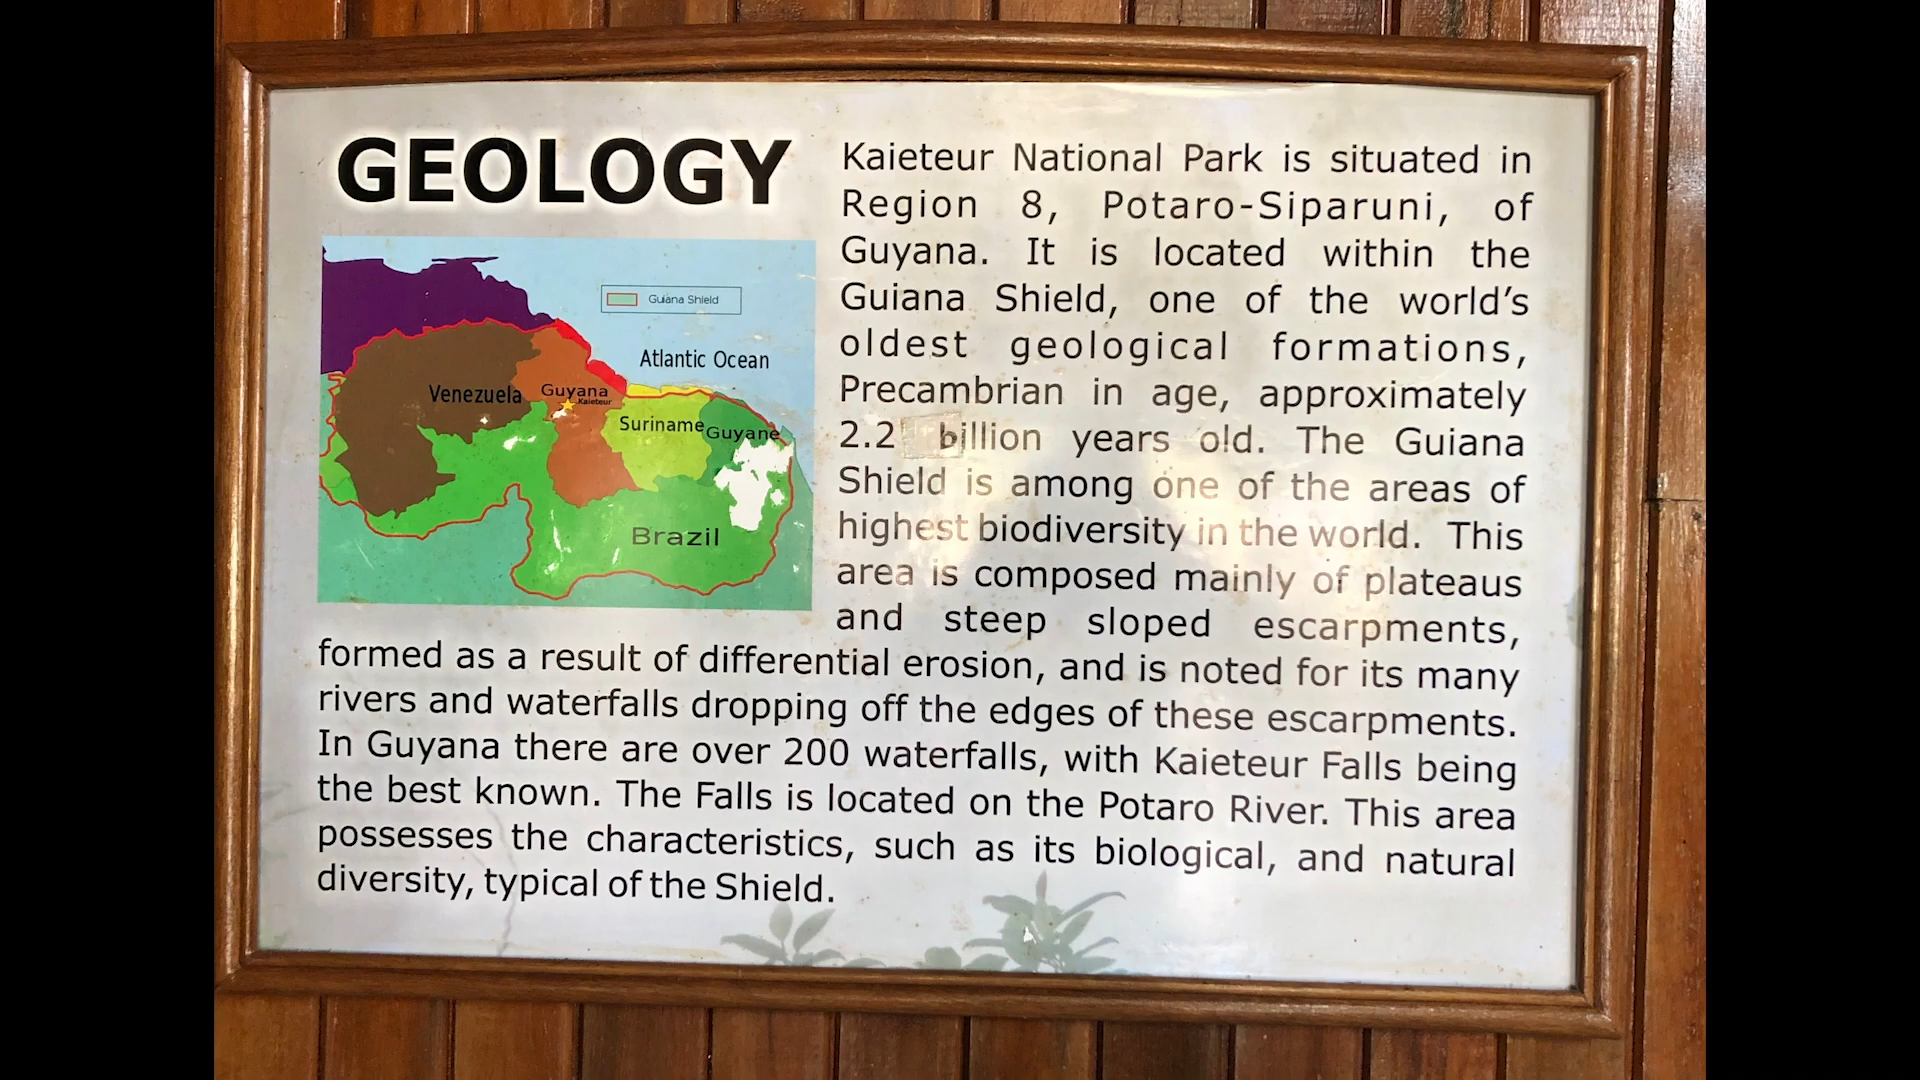 GEOLOGY
Guiana Shield
Atlantic Ocean
Venezuela
Guyana
Kaieteur
Suriname
Guyane
Brazil
Kaieteur National Park is situated in
Region 8, Potaro-Siparuni, of
Guyana. It is located within the
Guiana Shield, one of the world's
oldest geological formations,
Precambrian in age, approximately
2.2 billion years old. The Guiana
Shield is among one of the areas of
highest biodiversity in the world. This
area is composed mainly of plateaus
and steep sloped escarpments,
formed as a result of differential erosion, and is noted for its many
rivers and waterfalls dropping off the edges of these escarpments.
In Guyana there are over 200 waterfalls, with Kaieteur Falls being
the best known. The Falls is located on the Potaro River. This area
possesses the characteristics, such as its biological, and natural
diversity, typical of the Shield.